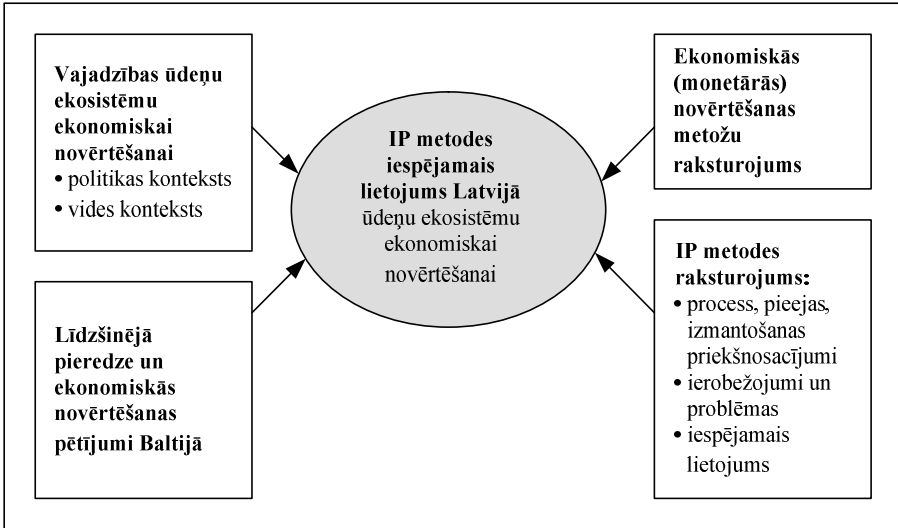 Vajadzības ūdeņu
ekosistēmu
ekonomiskai
novērtēšanai
• politikas konteksts
• vides konteksts
Līdzšinējā
pieredze un
ekonomiskās
novērtēšanas
pētījumi Baltijā
IP metodes
iespējamais
lietojums Latvijā
ūdeņu ekosistēmu
ekonomiskai
novērtēšanai
Ekonomiskās
(monetārās)
novērtēšanas
metožu
raksturojums
IP metodes
raksturojums:
• process, pieejas,
izmantošanas
priekšnosacījumi
• ierobežojumi un
problēmas
• iespējamais
lietojums